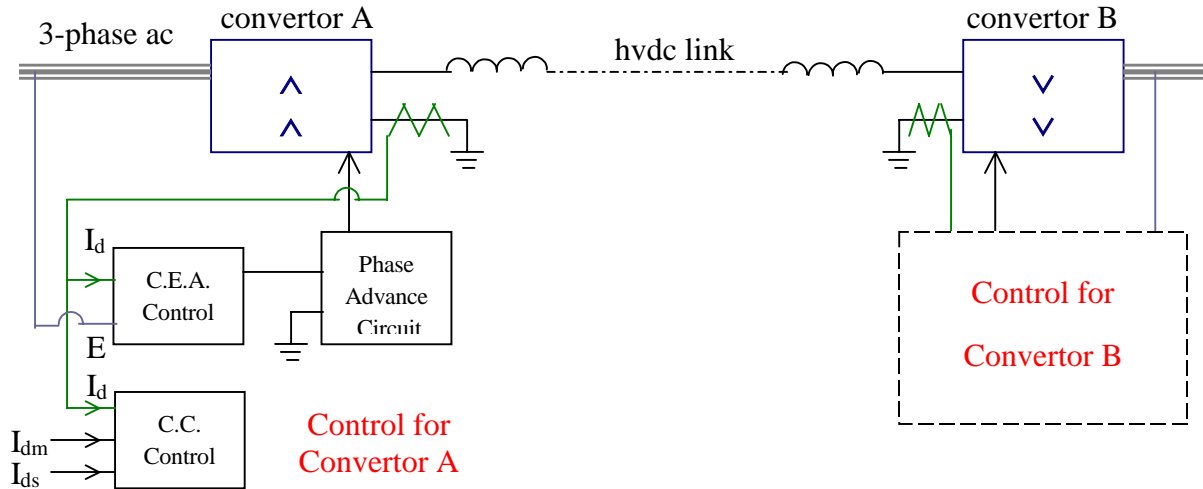 convertor A
convertor B
3-phase ac
hvdc link
Id
C.E.A.
Control
E
Phase
Advance
Circuit
Id
C.C.
Control
Idm
Ids
Control for
Convertor A
Control for
Convertor B